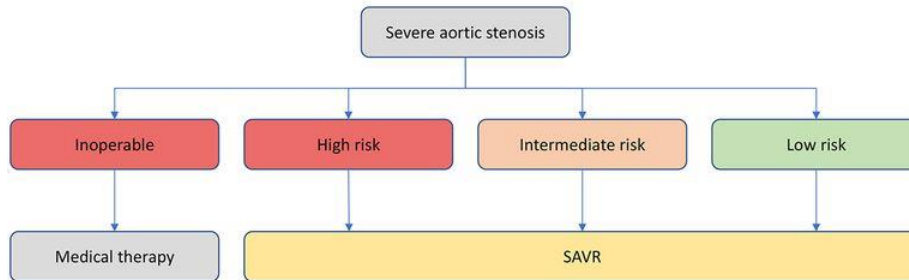 Severe aortic stenosis
Inoperable
High risk
Intermediate risk
Low risk
Medical therapy
SAVR